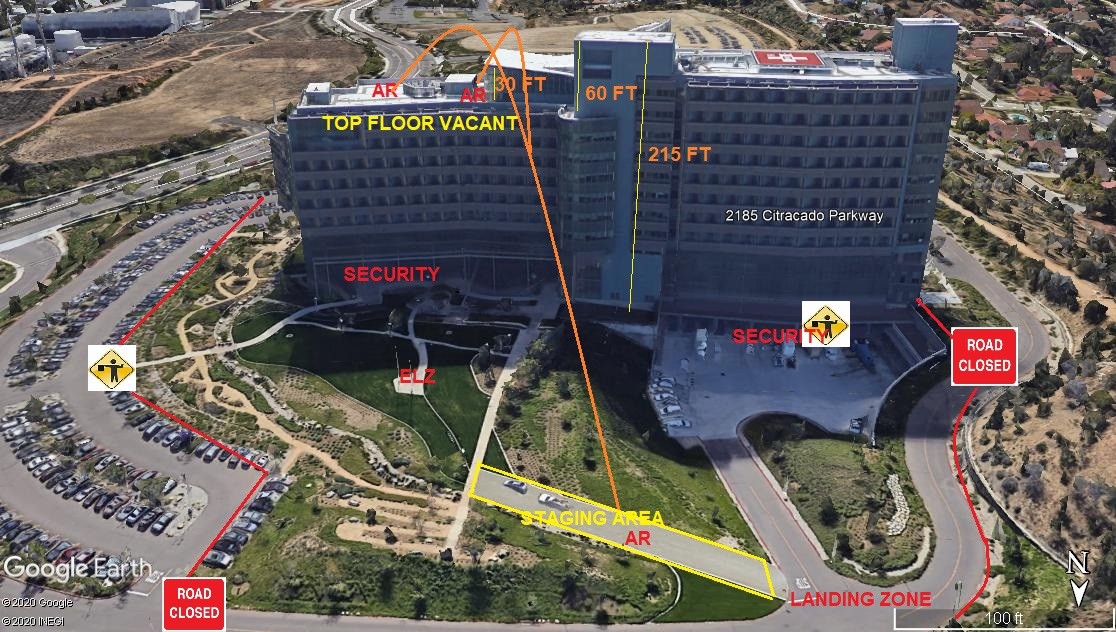 AR
AR
30 FT
60 FT
TOP FLOOR VACANT
215 FT
2185 Citracado Parkway
SECURITY
SECURITY
ROAD
CLOSED
ELZ
STAGING AREA
AR
Google Earth
ROAD
CLOSED
LANDING ZONE
N
100 ft
© 2020 Google
© 2020 INEGI
H